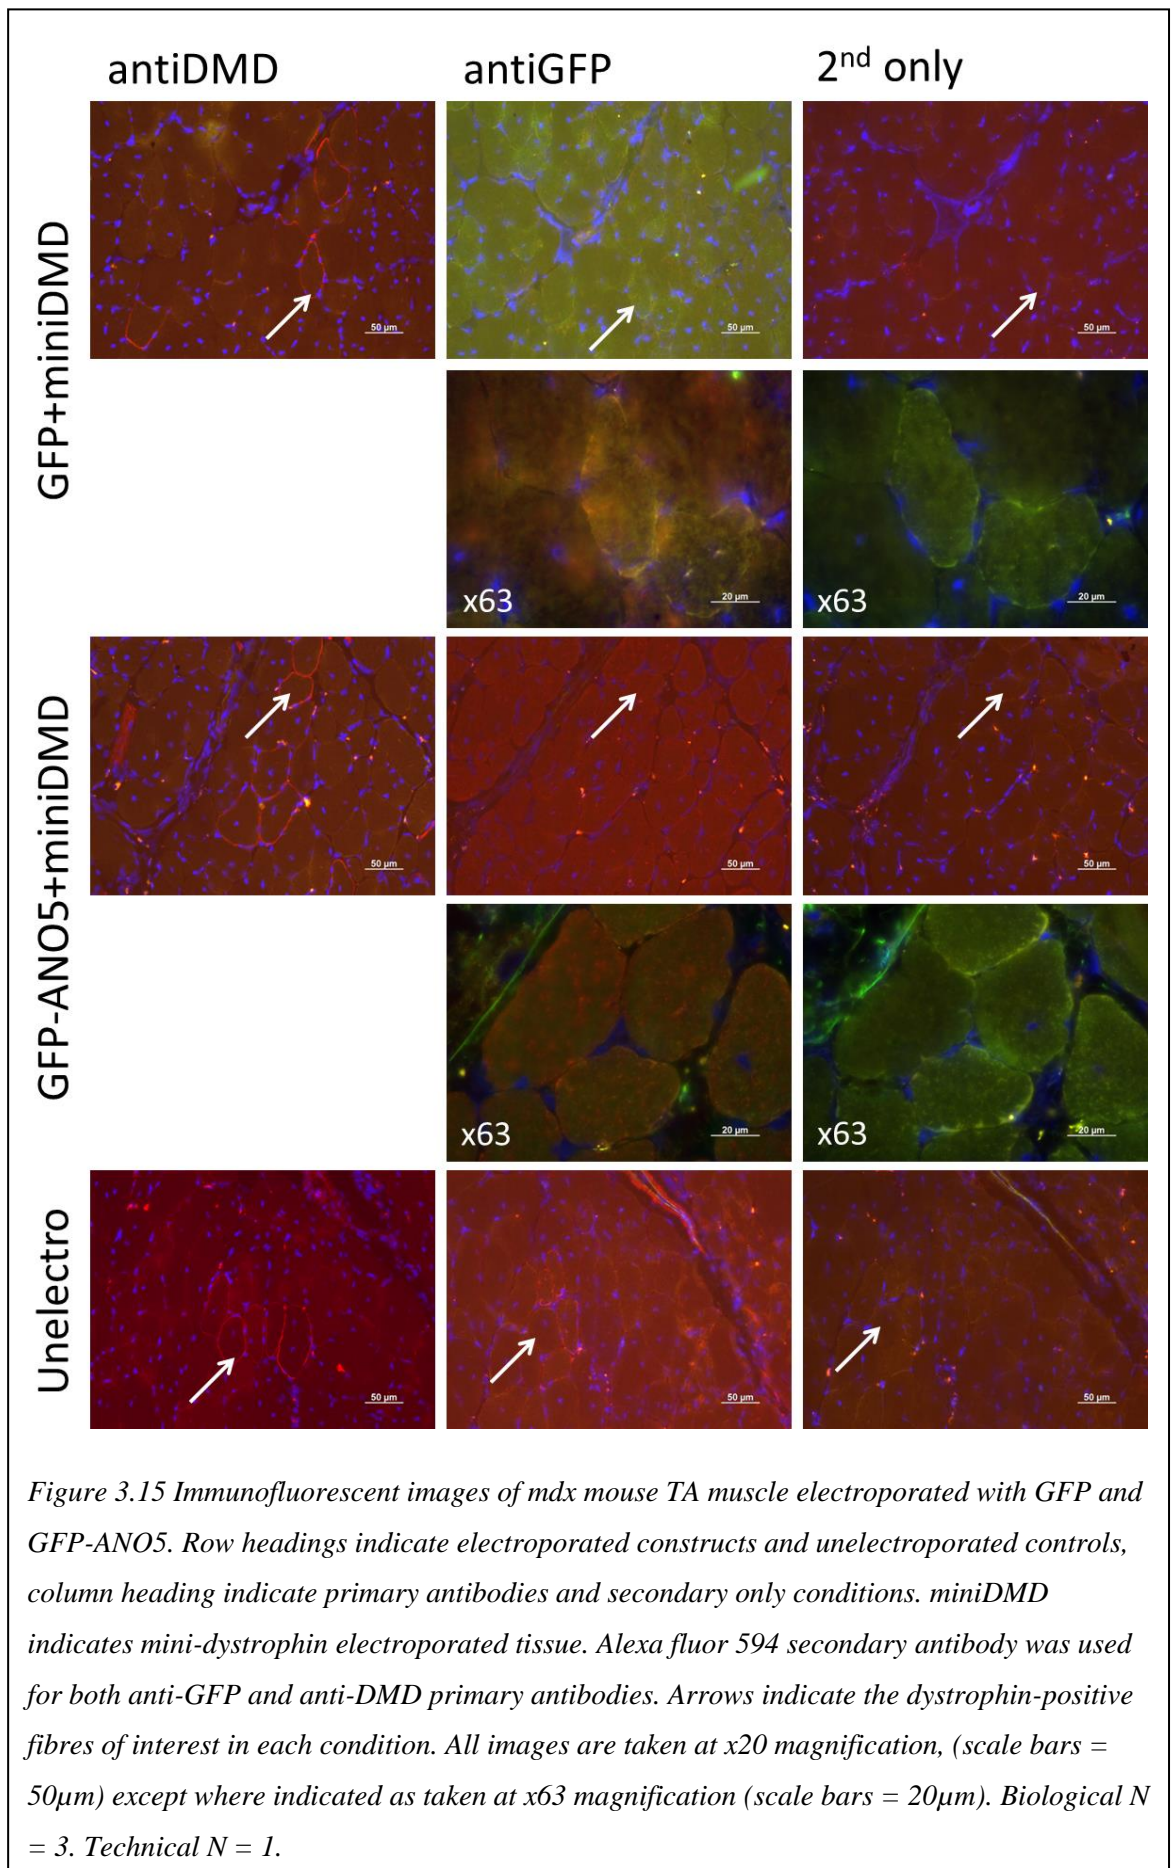 antiDMD antiGFP 2nd only
GFP+miniDMD
50 µm 50 µm 50 µm
x63 20 µm x63 20 µm
GFP-ANO5+miniDMD
50 µm 50 µm 50 µm
x63 20 µm x63 20 µm
Unelectro
50 µm 50 µm 50 µm
Figure 3.15 Immunofluorescent images of mdx mouse TA muscle electroporated with GFP and
GFP-ANO5. Row headings indicate electroporated constructs and unelectroporated controls,
column heading indicate primary antibodies and secondary only conditions. miniDMD
indicates mini-dystrophin electroporated tissue. Alexa fluor 594 secondary antibody was used
for both anti-GFP and anti-DMD primary antibodies. Arrows indicate the dystrophin-positive
fibres of interest in each condition. All images are taken at x20 magnification, (scale bars =
50µm) except where indicated as taken at x63 magnification (scale bars = 20µm). Biological N
= 3. Technical N = 1.